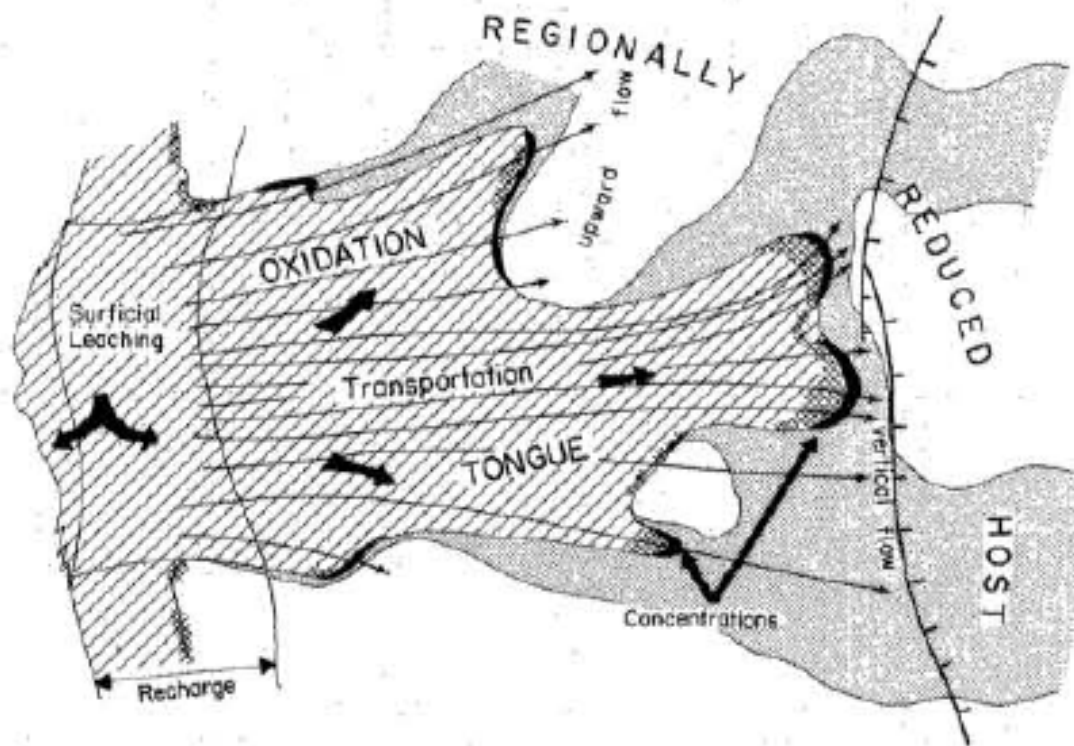 REGIONALLY
flow
upward
OXIDATION
REDUCED
Surficial
Leaching
Transportation
TONGUE
vertical flow
HOST
Concentrations
Recharge